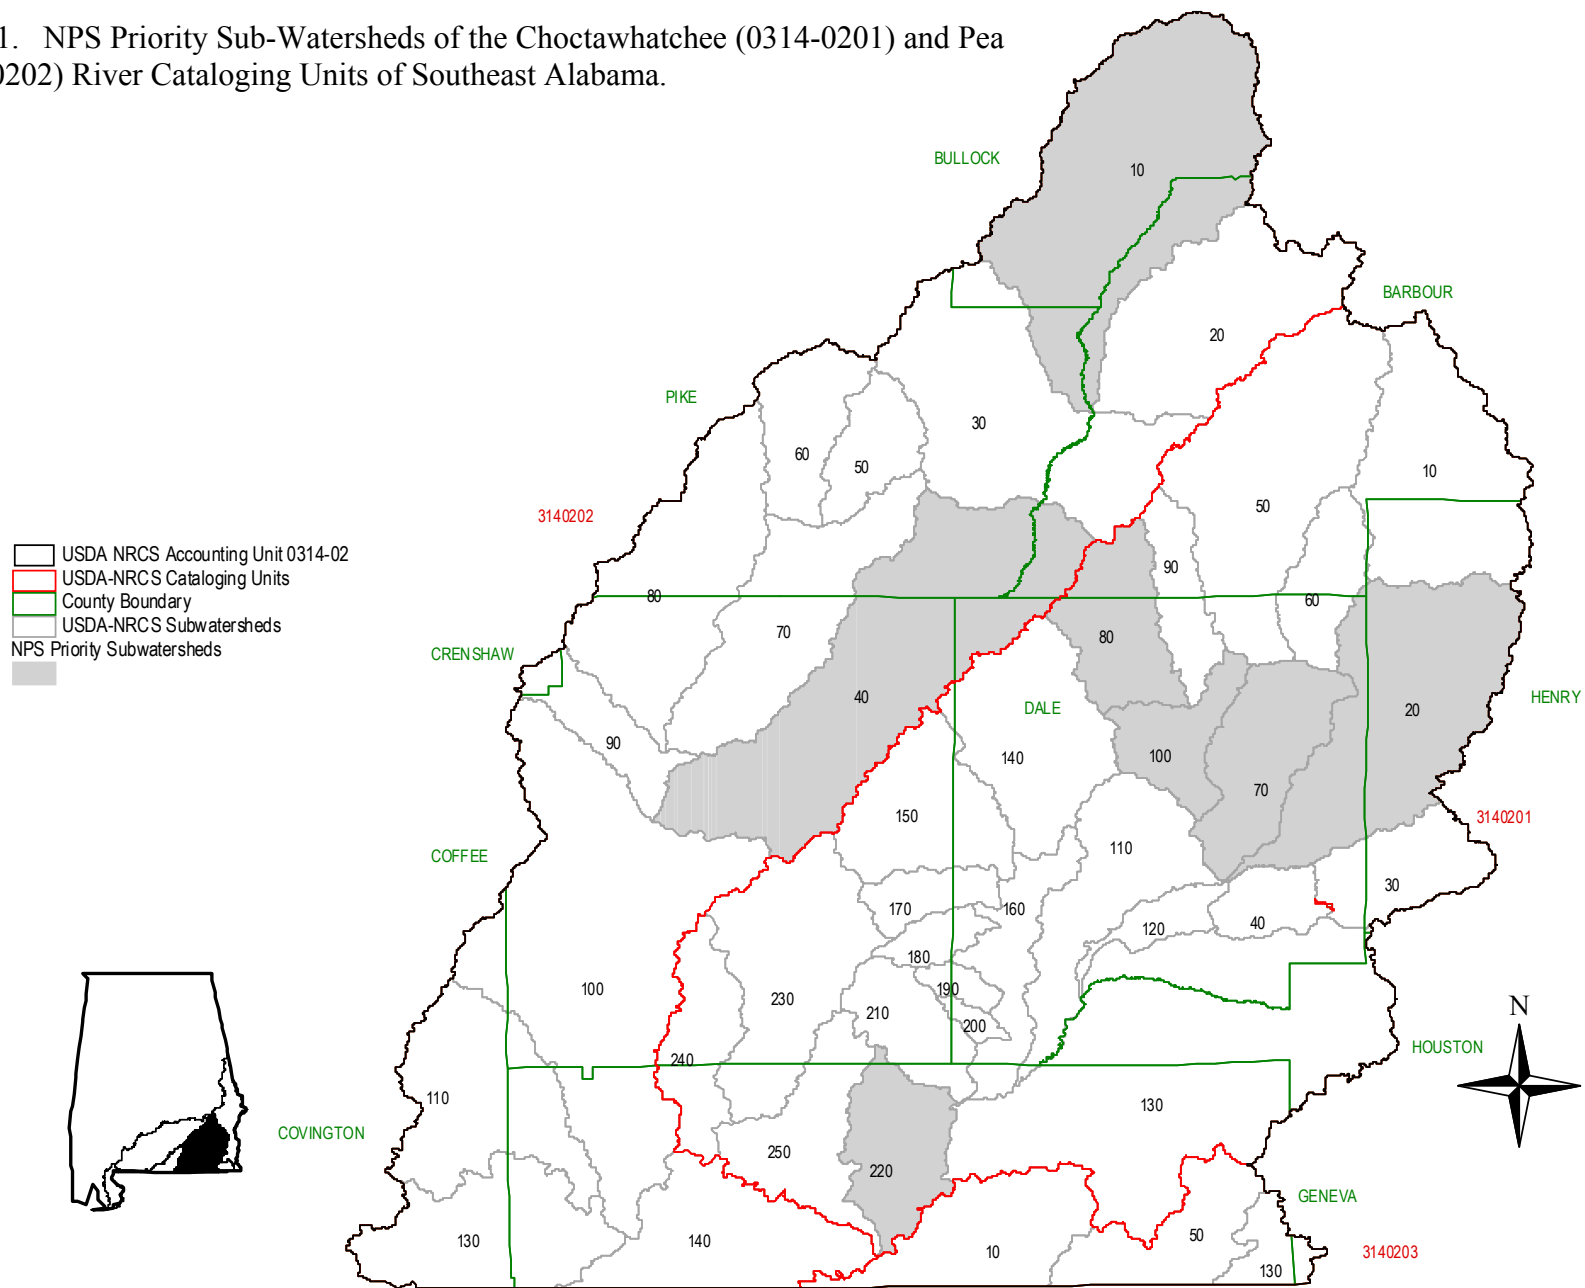 1. NPS Priority Sub-Watersheds of the Choctawhatchee (0314-0201) and Pea
0202) River Cataloging Units of Southeast Alabama.
BULLOCK
10
BARBOUR
20
PIKE
30
60
50
10
3140202
50
USDA NRCS Accounting Unit 0314-02
USDA-NRCS Cataloging Units
County Boundary
USDA-NRCS Subwatersheds
NPS Priority Subwatersheds
90
80
60
70
80
CRENSHAW
40
DALE
20
HENRY
90
140
100
70
150
3140201
COFFEE
110
30
170
160
120
40
180
100
230
190
210
200
N
240
HOUSTON
110
130
COVINGTON
250
220
GENEVA
130
140
10
50
3140203
130